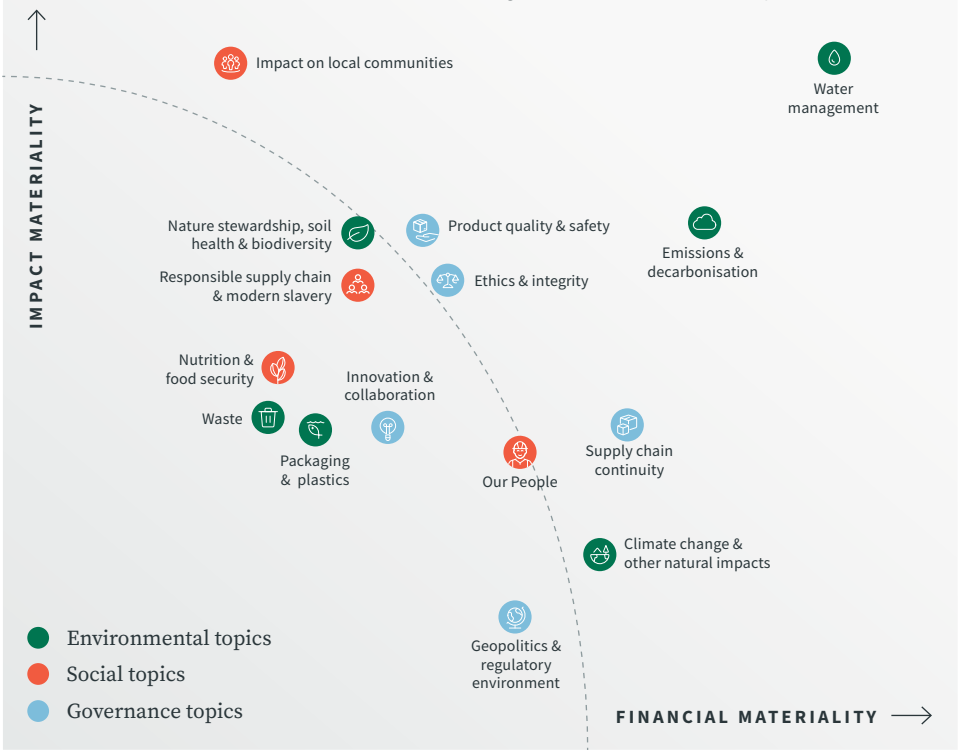 Impact on local communities
Water
management
IMPACT MATERIALITY
Nature stewardship, soil
health & biodiversity
Product quality & safety
Emissions &
decarbonisation
Responsible supply chain
& modern slavery
Ethics & integrity
Nutrition &
food security
Innovation &
collaboration
Waste
Packaging
& plastics
Our People
Supply chain
continuity
Climate change &
other natural impacts
Geopolitics &
regulatory
environment
Environmental topics
Social topics
Governance topics
FINANCIAL MATERIALITY